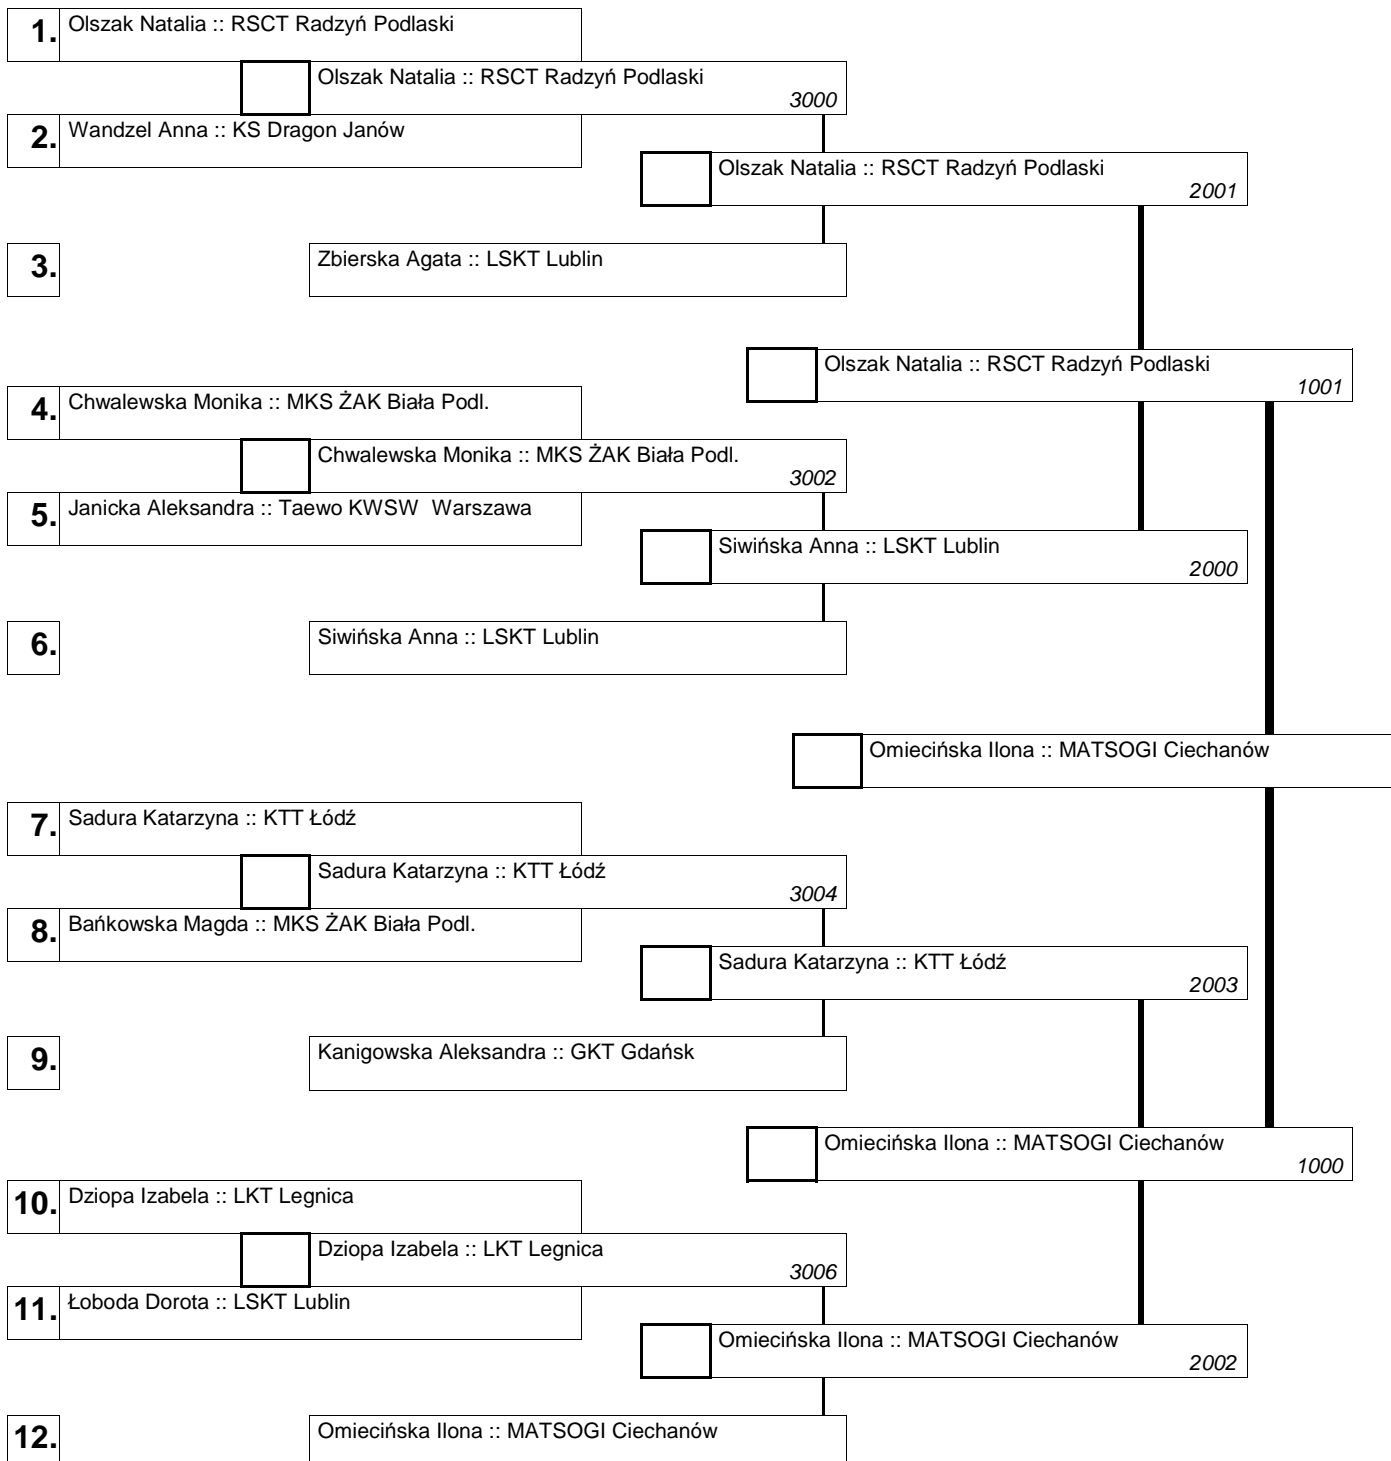 1. Olszak Natalia :: RSCT Radzyń Podlaski
Olszak Natalia :: RSCT Radzyń Podlaski
3000
2. Wandzel Anna :: KS Dragon Janów
Olszak Natalia :: RSCT Radzyń Podlaski
2001
3. Zbierska Agata :: LSKT Lublin
Olszak Natalia :: RSCT Radzyń Podlaski
1001
4. Chwalewska Monika :: MKS ŻAK Biała Podl.
Chwalewska Monika :: MKS ŻAK Biała Podl.
3002
5. Janicka Aleksandra :: Taewo KWSW  Warszawa
Siwińska Anna :: LSKT Lublin
2000
6. Siwińska Anna :: LSKT Lublin
Omiecińska Ilona :: MATSOGI Ciechanów
7. Sadura Katarzyna :: KTT Łódź
Sadura Katarzyna :: KTT Łódź
3004
8. Bańkowska Magda :: MKS ŻAK Biała Podl.
Sadura Katarzyna :: KTT Łódź
2003
9. Kanigowska Aleksandra :: GKT Gdańsk
Omiecińska Ilona :: MATSOGI Ciechanów
1000
10. Dziopa Izabela :: LKT Legnica
Dziopa Izabela :: LKT Legnica
3006
11. Łoboda Dorota :: LSKT Lublin
Omiecińska Ilona :: MATSOGI Ciechanów
2002
12. Omiecińska Ilona :: MATSOGI Ciechanów